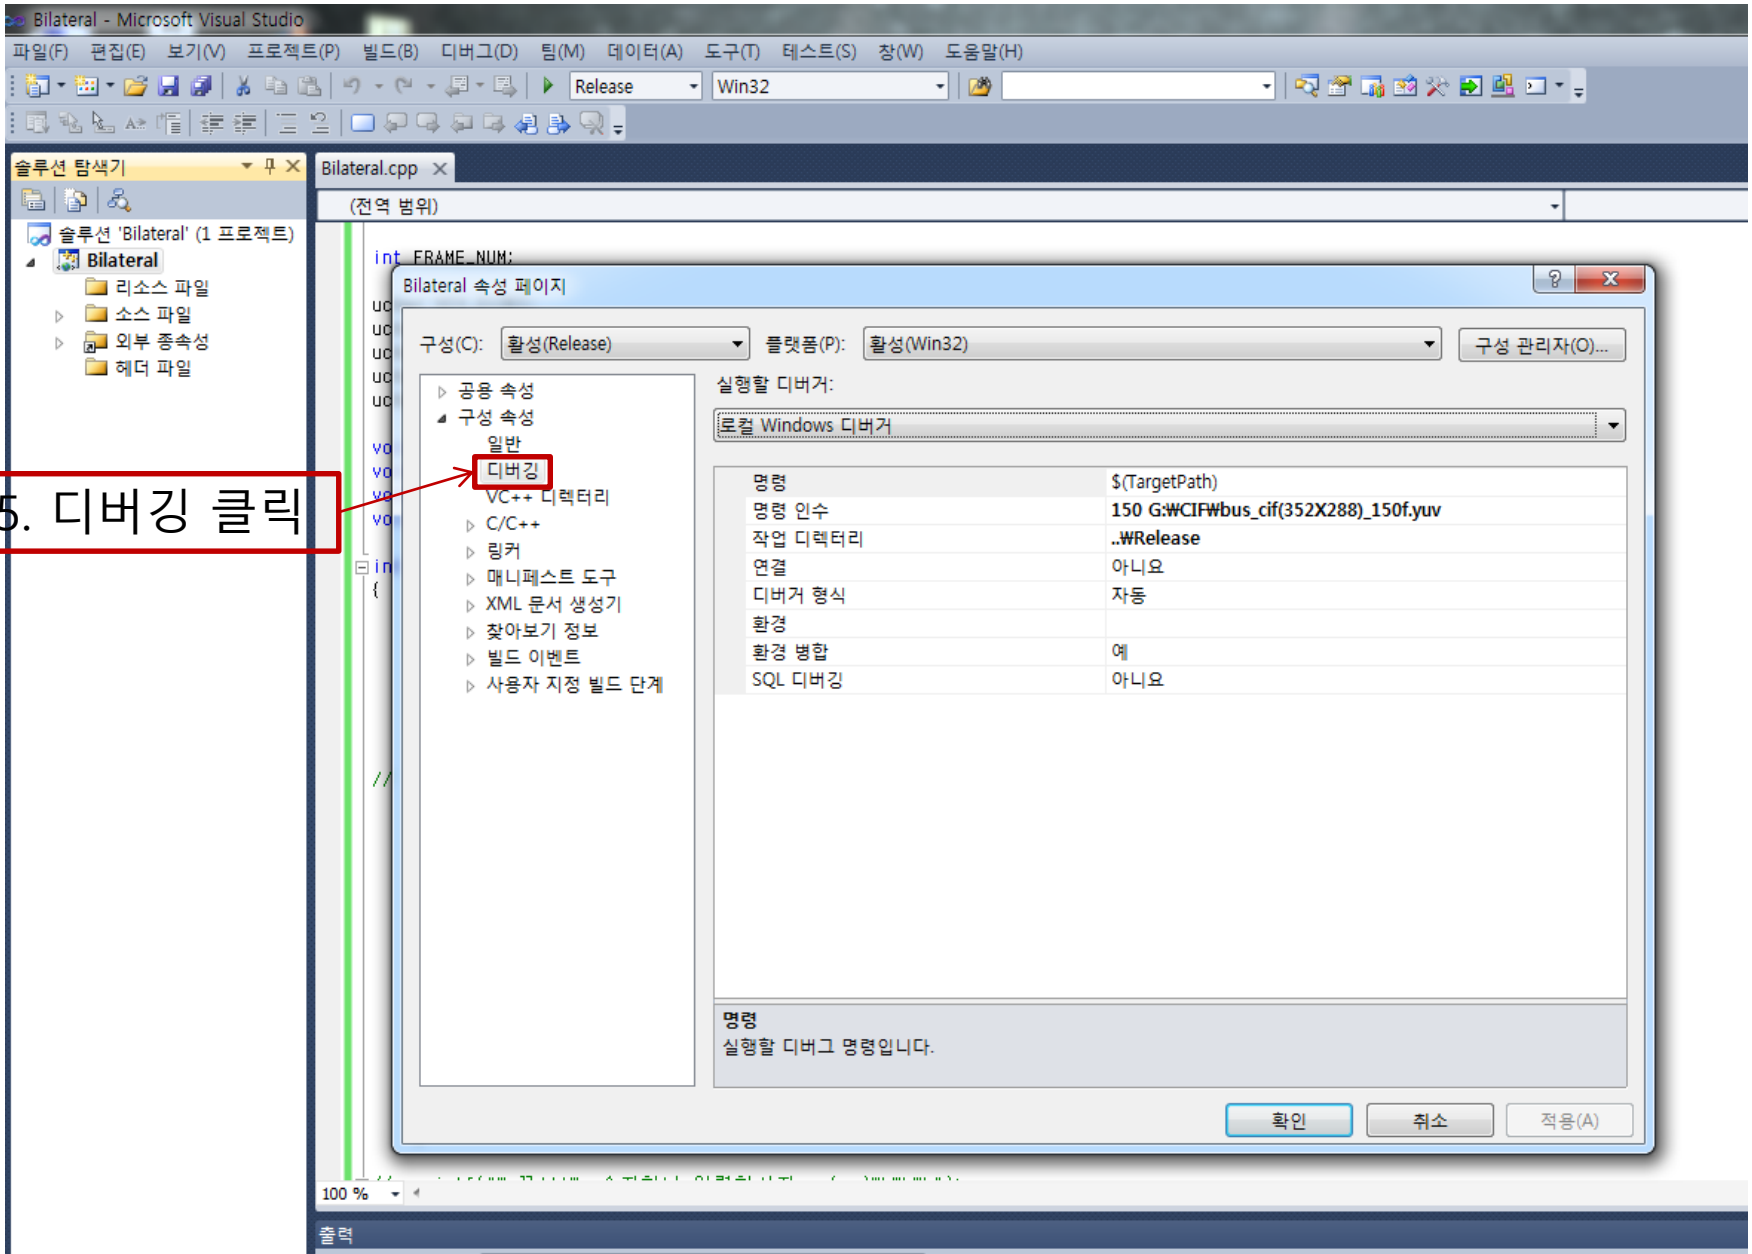 Bilateral - Microsoft Visual Studio
파일(F) 편집(E) 보기(V) 프로젝트(P) 빌드(B) 디버그(D) 팀(M) 데이터(A) 도구(T) 테스트(S) 창(W) 도움말(H)
Release Win32
솔루션 탐색기
Bilateral.cpp
(전역 범위)
솔루션 'Bilateral' (1 프로젝트)
Bilateral
리소스 파일
소스 파일
외부 종속성
헤더 파일
int FRAME_NUM;
uc
uc
uc
uc
uc
vo
vo
vo
vo
in
{
//
5. 디버깅 클릭
Bilateral 속성 페이지
구성(C): 활성(Release) 플랫폼(P): 활성(Win32) 구성 관리자(O)...
공용 속성
구성 속성
일반
디버깅
VC++ 디렉터리
C/C++
링커
매니페스트 도구
XML 문서 생성기
찾아보기 정보
빌드 이벤트
사용자 지정 빌드 단계
실행할 디버거:
로컬 Windows 디버거
명령 $(TargetPath)
명령 인수 150 G:₩CIF₩bus_cif(352X288)_150f.yuv
작업 디렉터리 ..₩Release
연결 아니요
디버거 형식 자동
환경
환경 병합 예
SQL 디버깅 아니요
명령
실행할 디버그 명령입니다.
확인 취소 적용(A)
100 %
출력